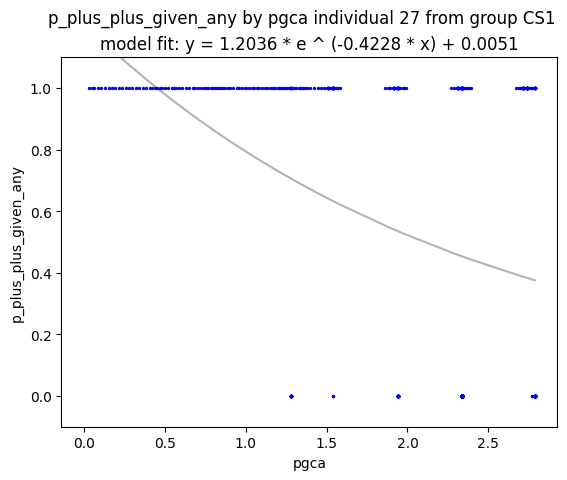 p_plus_plus_given_any by pgca individual 27 from group CS1
model fit: y = 1.2036 * e ^ (-0.4228 * x) + 0.0051
1.0
0.8
0.6
0.4
0.2
0.0
p_plus_plus_given_any
0.0 0.5 1.0 1.5 2.0 2.5
pgca